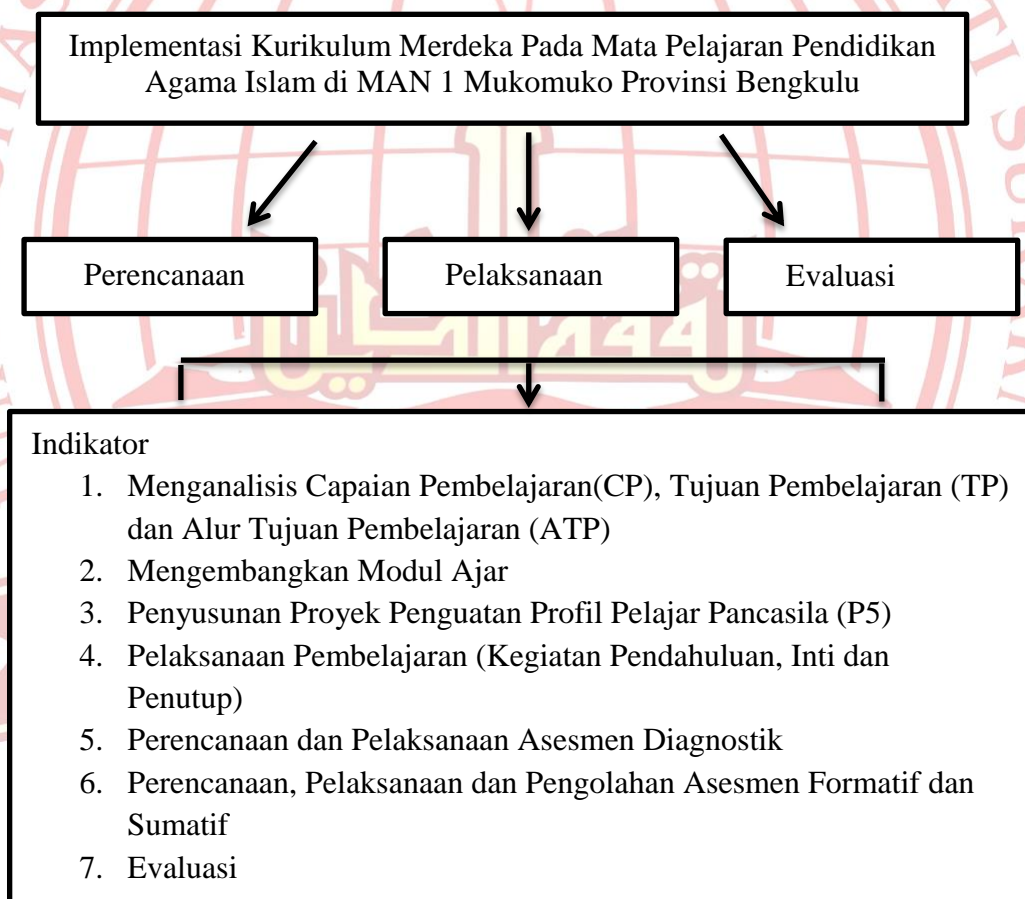 Implementasi Kurikulum Merdeka Pada Mata Pelajaran Pendidikan
Agama Islam di MAN 1 Mukomuko Provinsi Bengkulu
Perencanaan
Pelaksanaan
Evaluasi
Indikator
1. Menganalisis Capaian Pembelajaran(CP), Tujuan Pembelajaran (TP)
dan Alur Tujuan Pembelajaran (ATP)
2. Mengembangkan Modul Ajar
3. Penyusunan Proyek Penguatan Profil Pelajar Pancasila (P5)
4. Pelaksanaan Pembelajaran (Kegiatan Pendahuluan, Inti dan
Penutup)
5. Perencanaan dan Pelaksanaan Asesmen Diagnostik
6. Perencanaan, Pelaksanaan dan Pengolahan Asesmen Formatif dan
Sumatif
7. Evaluasi